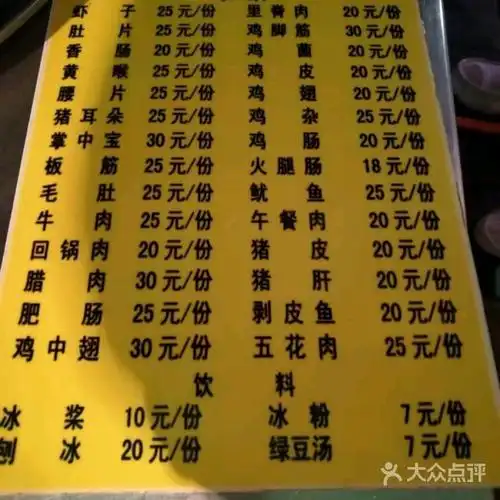 虾子 25元/份 里脊肉 20元/份
肚片 25元/份 鸡脚筋 30元/份
香肠 20元/份 鸡菌 20元/份
黄喉 25元/份 鸡皮 20元/份
腰片 25元/份 鸡翅 20元/份
猪耳朵 25元/份 鸡杂 25元/份
掌中宝 30元/份 鸡肠 20元/份
板筋 25元/份 火腿肠 18元/份
毛肚 25元/份 鱿鱼 25元/份
牛肉 25元/份 午餐肉 20元/份
回锅肉 20元/份 猪皮 20元/份
腊肉 30元/份 猪肝 20元/份
肥肠 25元/份 剥皮鱼 20元/份
鸡中翅 30元/份 五花肉 25元/份
饮料
冰浆 10元/份 冰粉 7元/份
刨冰 20元/份 绿豆汤 7元/份
大众点评